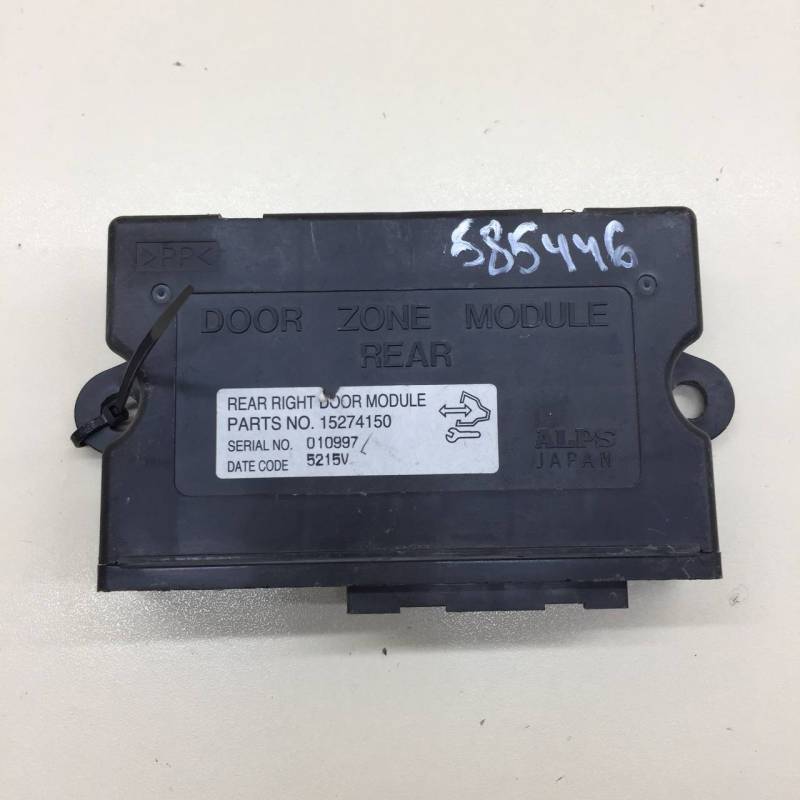 585446
>PP<
DOOR ZONE MODULE
REAR
REAR RIGHT DOOR MODULE
PARTS NO. 15274150
SERIAL NO. 010997
DATE CODE 5215V
ALPS
JAPAN